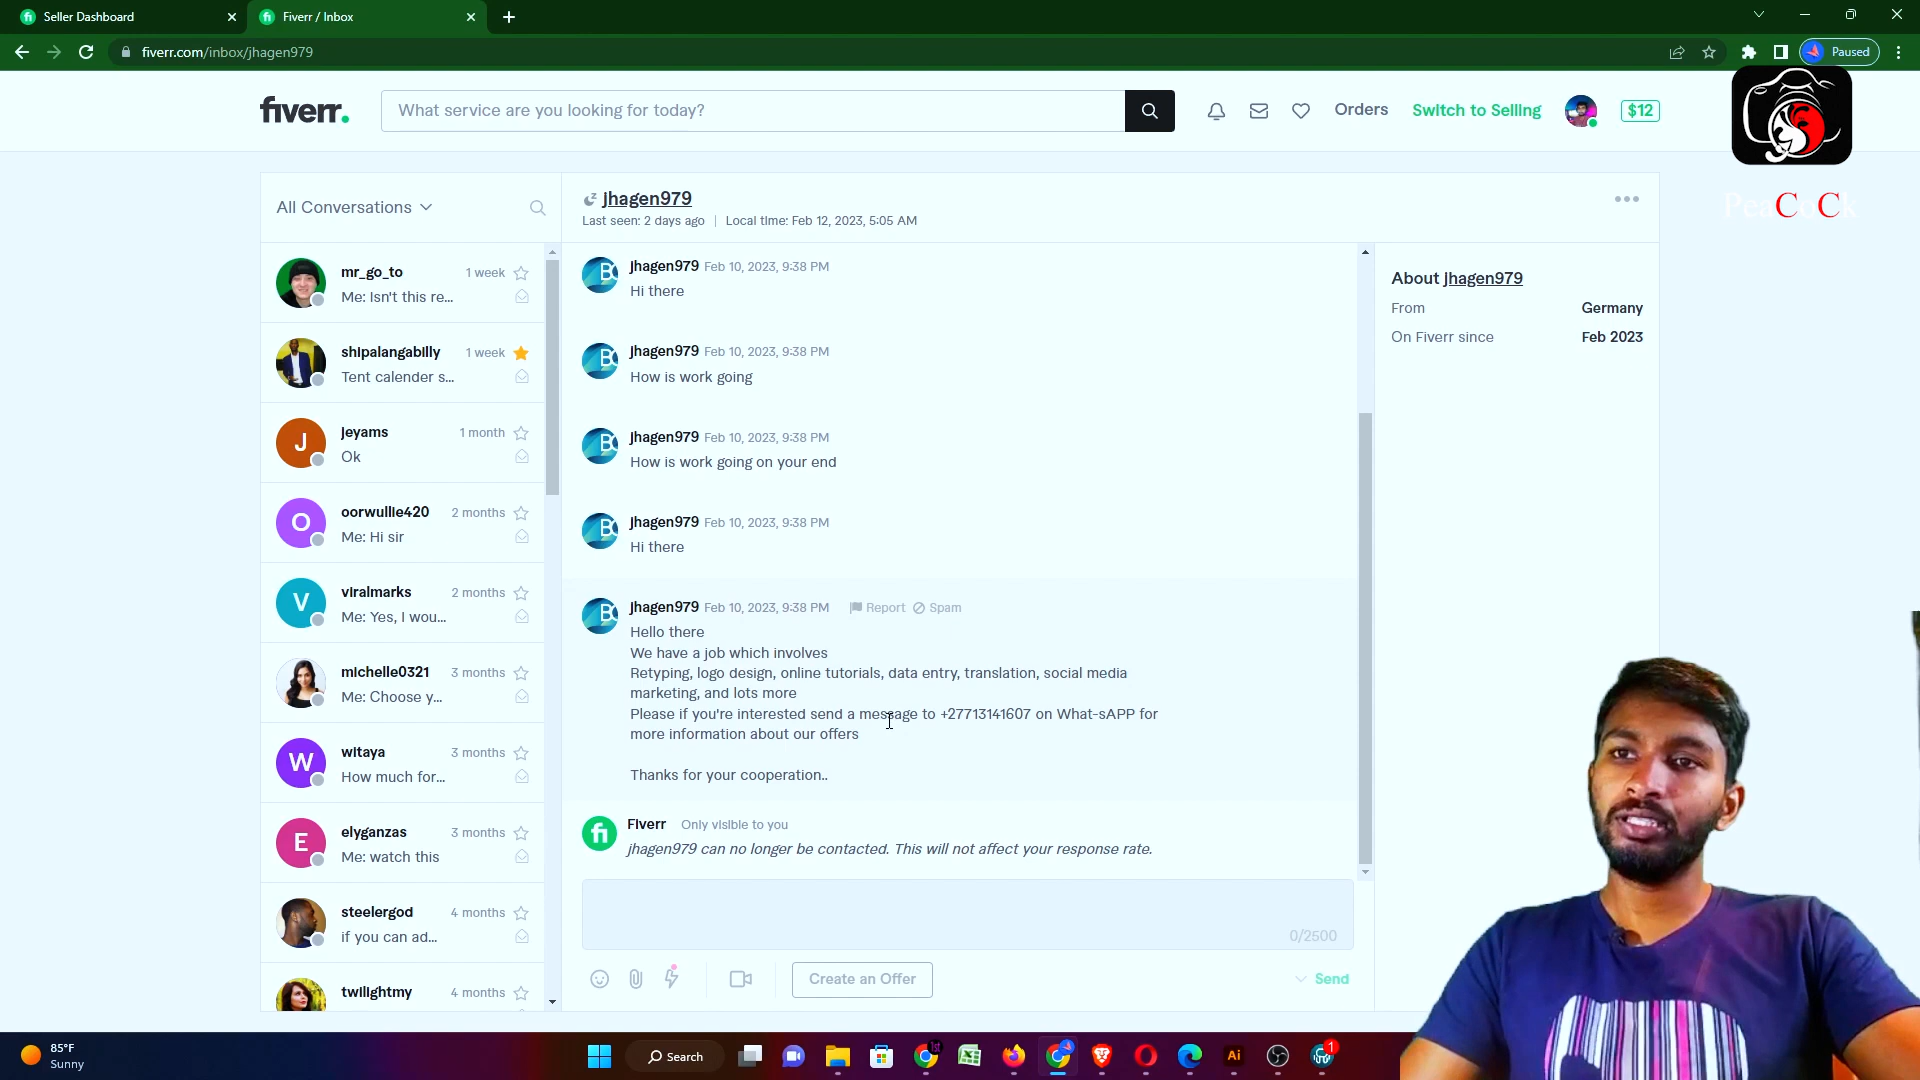 Seller Dashboard
Fiverr / Inbox
fiverr.com/inbox/jhagen979
Paused
fiverr.
What service are you looking for today?
Orders
Switch to Selling
$12
PeaCoCk
All Conversations
jhagen979
Last seen: 2 days ago
Local time: Feb 12, 2023, 5:05 AM
mr_go_to
1 week
Me: Isn't this re...
shipalangabilly
1 week
Tent calender s...
jeyams
1 month
Ok
oorwullie420
2 months
Me: Hi sir
viralmarks
2 months
Me: Yes, I wou...
michelle0321
3 months
Me: Choose y...
witaya
3 months
How much for...
elyganzas
3 months
Me: watch this
steelergod
4 months
if you can ad...
twilightmy
4 months
jhagen979 Feb 10, 2023, 9:38 PM
Hi there
jhagen979 Feb 10, 2023, 9:38 PM
How is work going
jhagen979 Feb 10, 2023, 9:38 PM
How is work going on your end
jhagen979 Feb 10, 2023, 9:38 PM
Hi there
jhagen979 Feb 10, 2023, 9:38 PM Report Spam
Hello there
We have a job which involves
Retyping, logo design, online tutorials, data entry, translation, social media
marketing, and lots more
Please if you're interested send a message to +27713141607 on What-sAPP for
more information about our offers
Thanks for your cooperation..
Fiverr Only visible to you
jhagen979 can no longer be contacted. This will not affect your response rate.
0/2500
Create an Offer
Send
About jhagen979
From Germany
On Fiverr since Feb 2023
85°F
Sunny
Search
1st
Ai
1